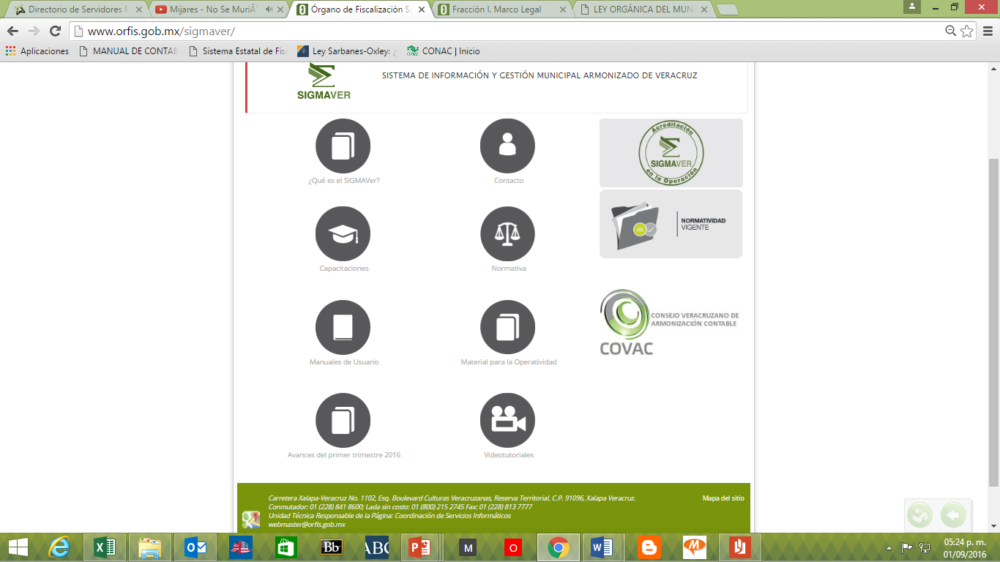 Directorio de Servidores P
Mijares - No Se MuriÃ³
Órgano de Fiscalización Su
Fracción I. Marco Legal
LEY ORGÁNICA DEL MUN
www.orfis.gob.mx/sigmaver/
Aplicaciones
MANUAL DE CONTAB
Sistema Estatal de Fis
Ley Sarbanes-Oxley: ¿
CONAC | Inicio
SIGMAVER
SISTEMA DE INFORMACIÓN Y GESTIÓN MUNICIPAL ARMONIZADO DE VERACRUZ
¿Qué es el SIGMAVer?
Contacto
Acreditación
SIGMAVER
en la Operación
NORMATIVIDAD
VIGENTE
Capacitaciones
Normativa
CONSEJO VERACRUZANO DE
ARMONIZACIÓN CONTABLE
COVAC
Manuales de Usuario
Material para la Operatividad
Avances del primer trimestre 2016
Videotutoriales
Carretera Xalapa-Veracruz No. 1102, Esq. Boulevard Culturas Veracruzanas, Reserva Territorial, C.P. 91096, Xalapa Veracruz.
Conmutador: 01 (228) 841 8600; Lada sin costo: 01 (800) 215 2745 Fax: 01 (228) 813 7777
Unidad Técnica Responsable de la Página: Coordinación de Servicios Informáticos
webmaster@orfis.gob.mx
Mapa del sitio
Bb
ABC
M
O
05:24 p. m.
01/09/2016